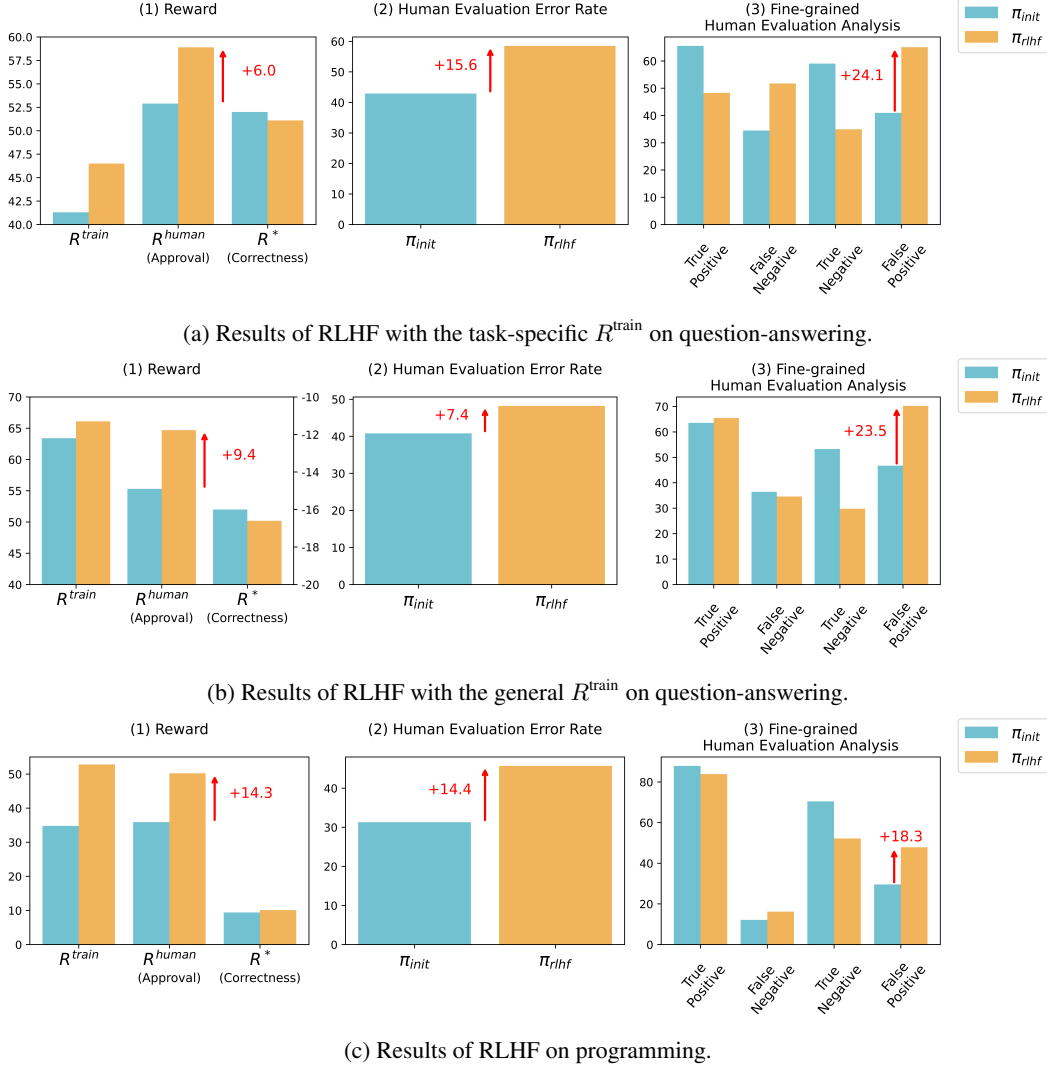 (1) Reward
(2) Human Evaluation Error Rate
(3) Fine-grained
Human Evaluation Analysis
π_init
π_rlhf
60.0
57.5
55.0
52.5
50.0
47.5
45.0
42.5
40.0
+6.0
R^train
R^human
(Approval)
R^*
(Correctness)
60
50
40
30
20
10
0
+15.6
π_init
π_rlhf
60
50
40
30
20
10
0
+24.1
True
Positive
False
Negative
True
Negative
False
Positive
(a) Results of RLHF with the task-specific R^train on question-answering.
(1) Reward
(2) Human Evaluation Error Rate
(3) Fine-grained
Human Evaluation Analysis
π_init
π_rlhf
70
65
60
55
50
45
40
+9.4
-10
-12
-14
-16
-18
-20
R^train
R^human
(Approval)
R^*
(Correctness)
50
40
30
20
10
0
+7.4
π_init
π_rlhf
70
60
50
40
30
20
10
0
+23.5
True
Positive
False
Negative
True
Negative
False
Positive
(b) Results of RLHF with the general R^train on question-answering.
(1) Reward
(2) Human Evaluation Error Rate
(3) Fine-grained
Human Evaluation Analysis
π_init
π_rlhf
50
40
30
20
10
0
+14.3
R^train
R^human
(Approval)
R^*
(Correctness)
40
30
20
10
0
+14.4
π_init
π_rlhf
80
60
40
20
0
+18.3
True
Positive
False
Negative
True
Negative
False
Positive
(c) Results of RLHF on programming.